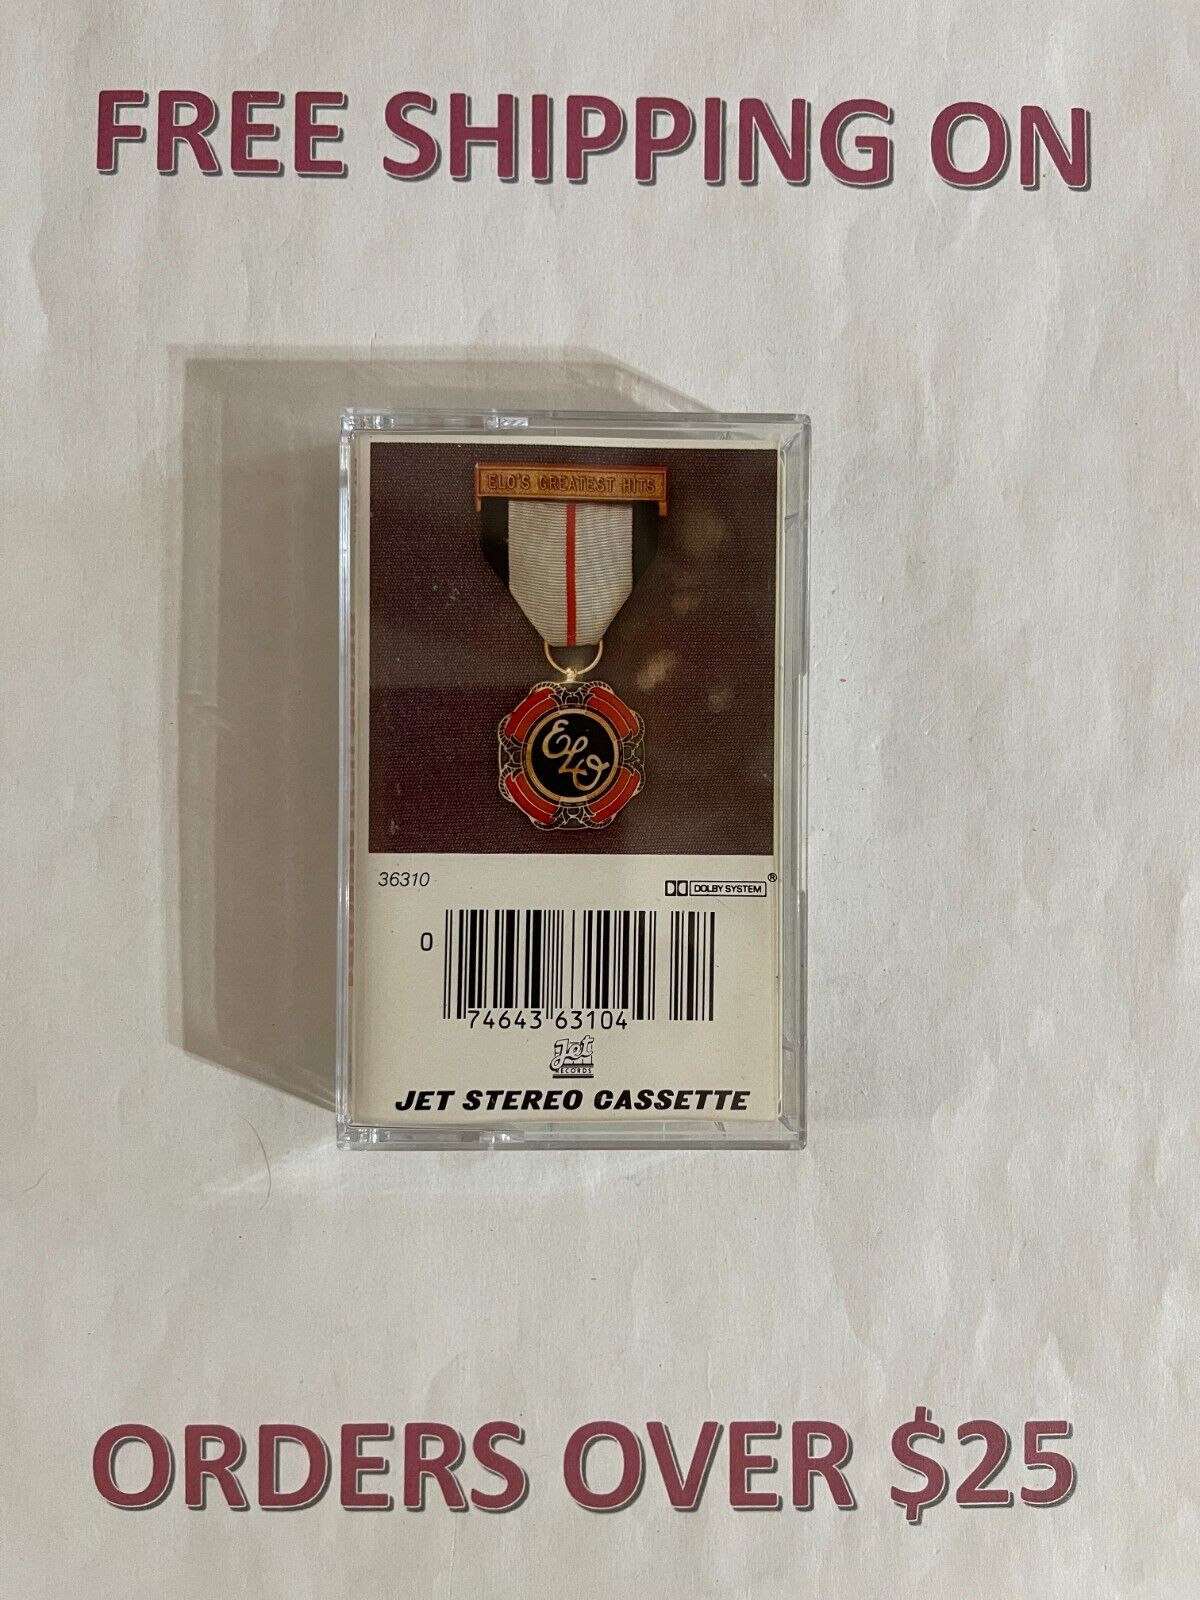 FREE SHIPPING ON
ELO'S GREATEST HITS
ELO
36310
DOLBY SYSTEM ®
0
74643 63104
Jet
RECORDS
JET STEREO CASSETTE
ORDERS OVER $25